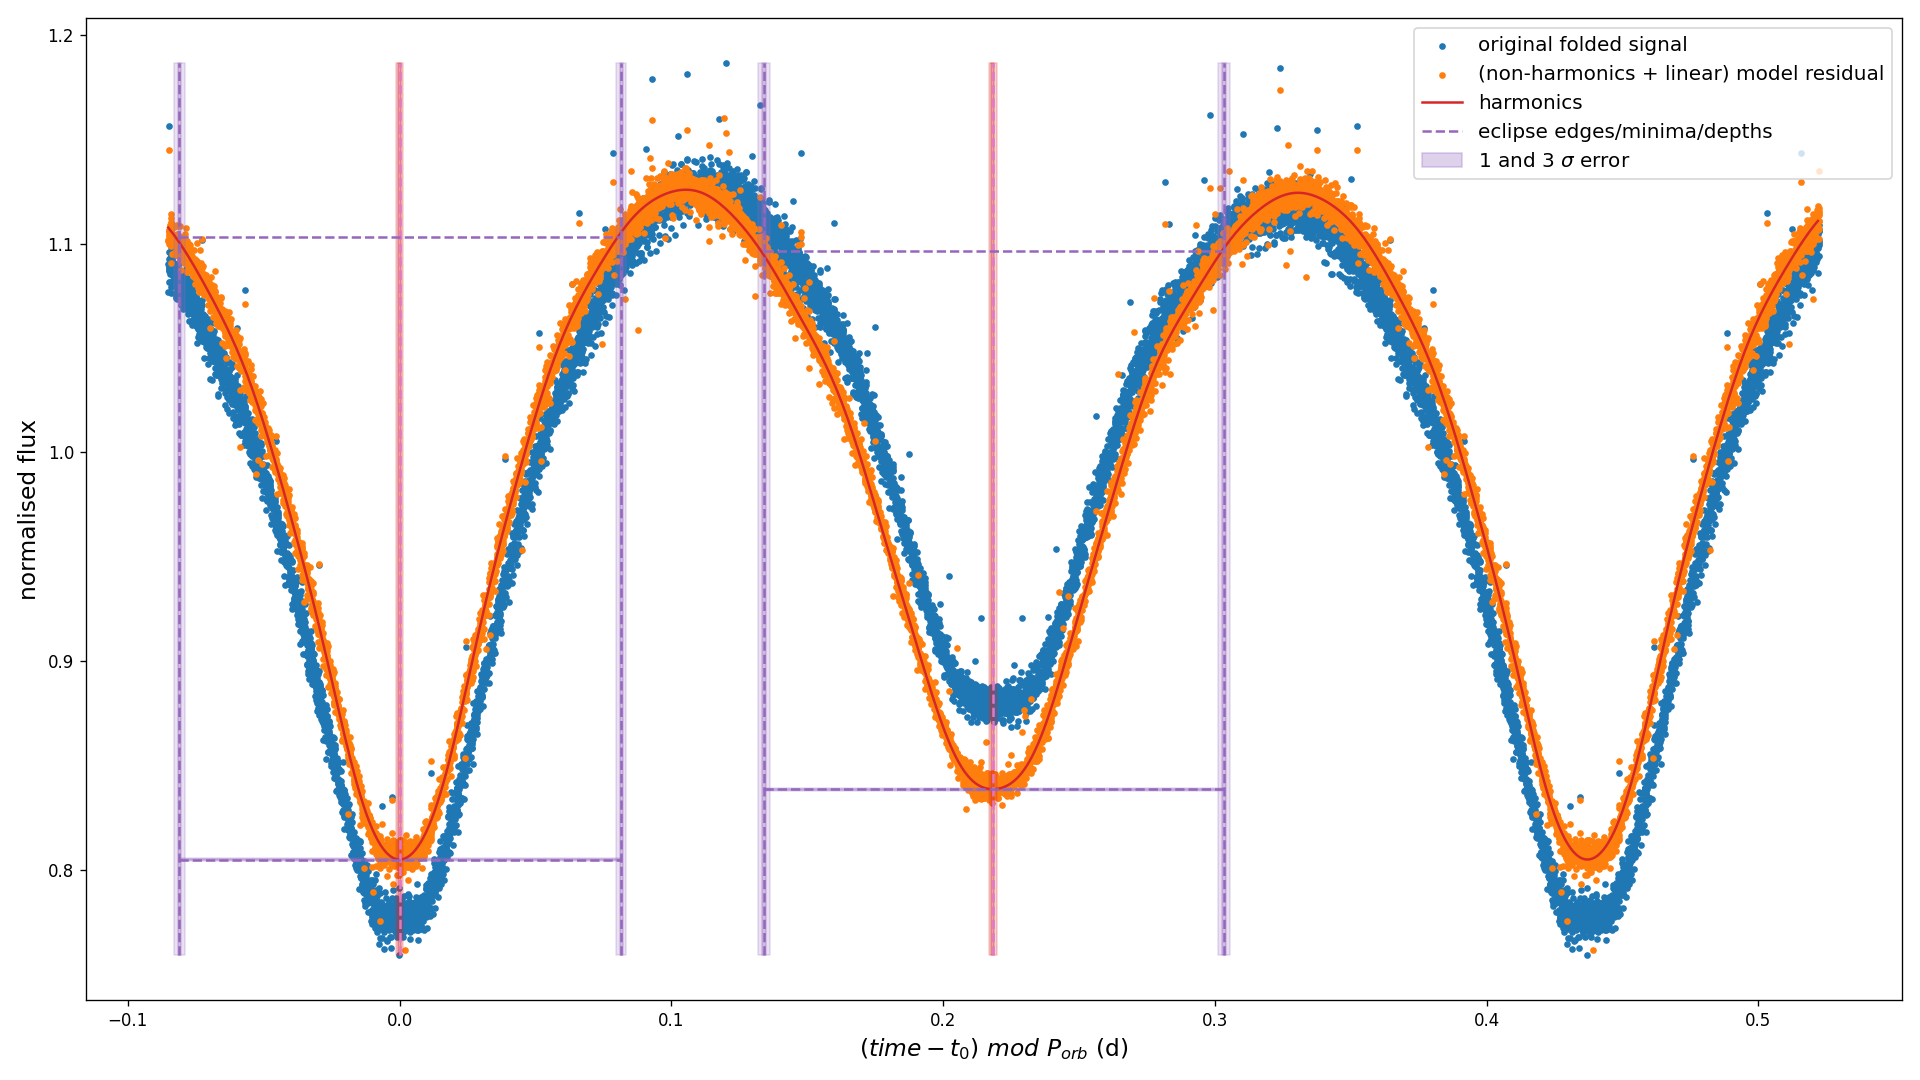 original folded signal
(non-harmonics + linear) model residual
harmonics
eclipse edges/minima/depths
1 and 3 σ error
normalised flux
1.2
1.1
1.0
0.9
0.8
−0.1 0.0 0.1 0.2 0.3 0.4 0.5
(time − t₀) mod Pₒᵣb (d)